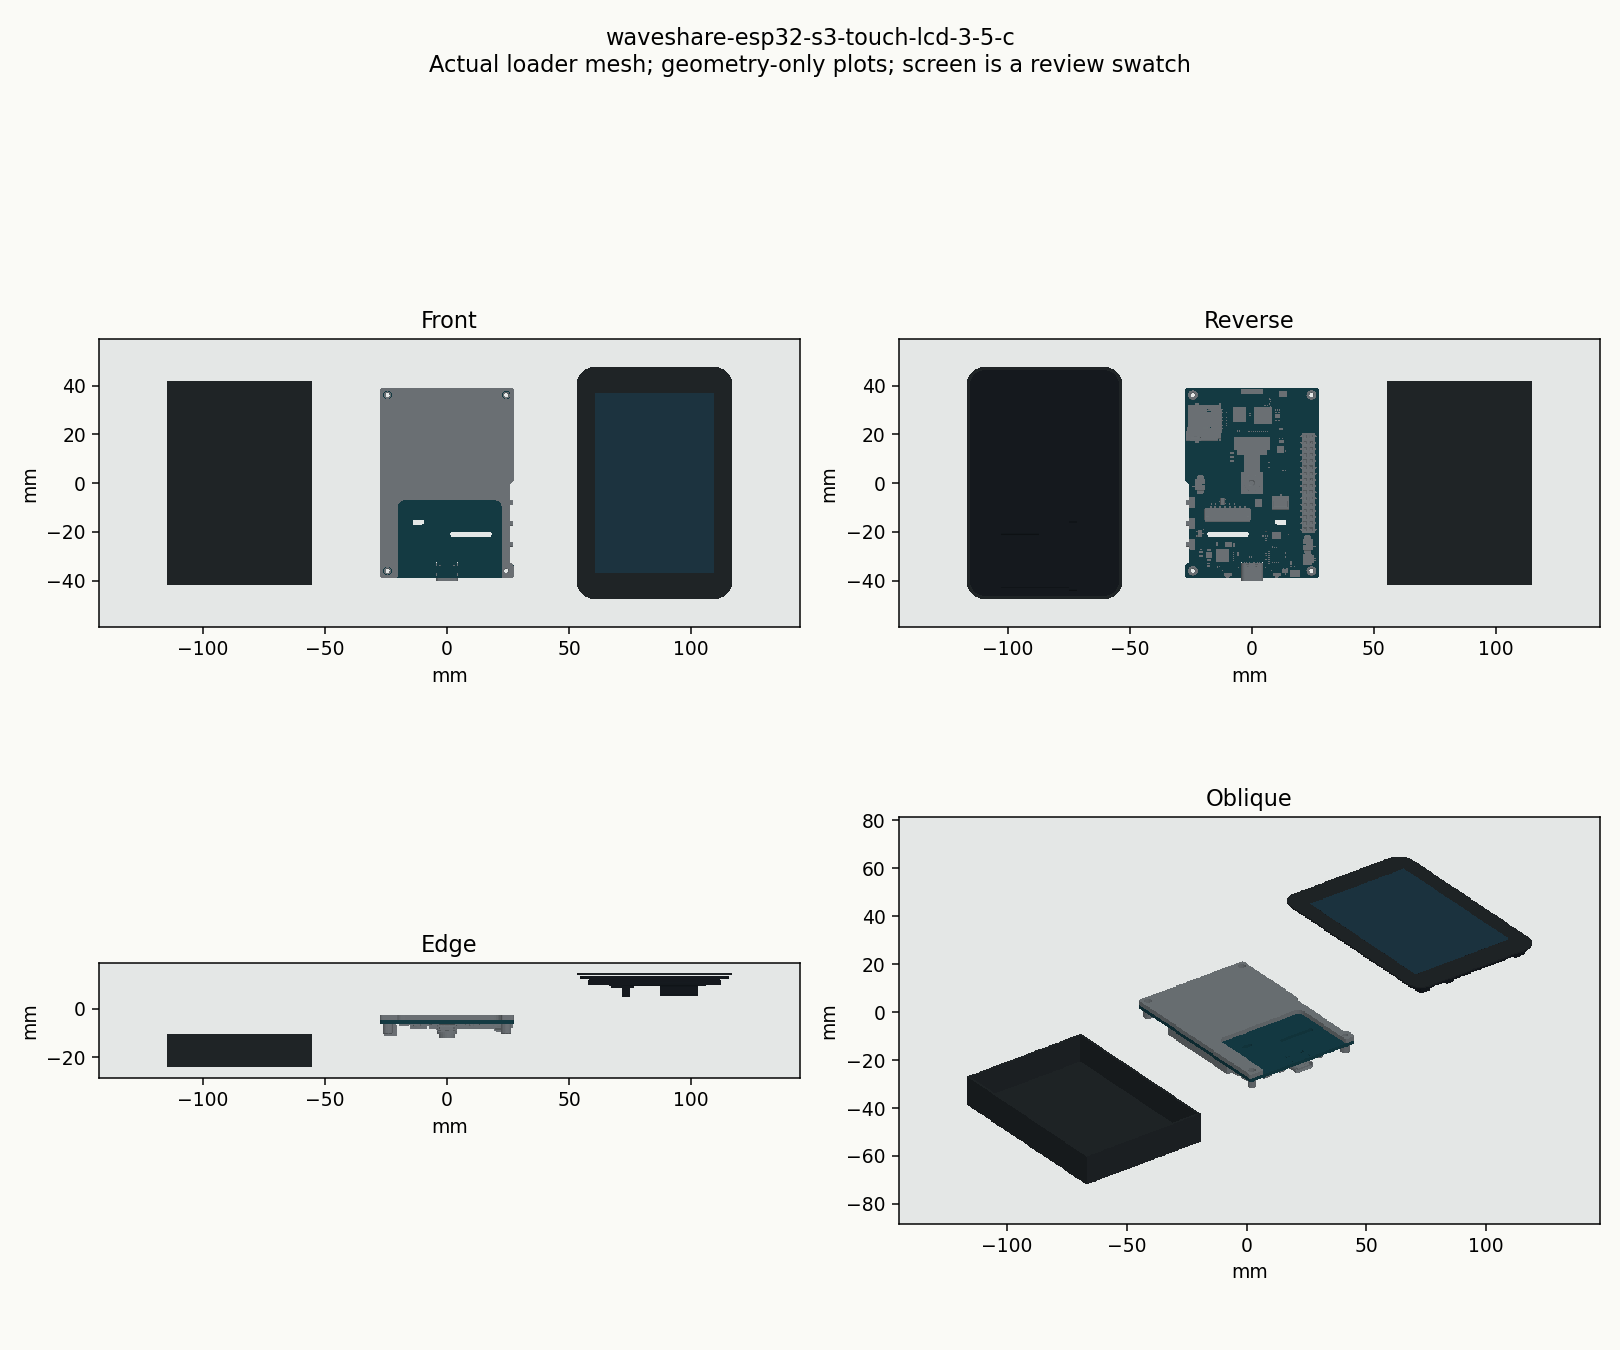 waveshare-esp32-s3-touch-lcd-3-5-c
Actual loader mesh; geometry-only plots; screen is a review swatch
Front
40
20
0
−20
−40
mm
−100
−50
0
50
100
mm
Reverse
40
20
0
−20
−40
mm
−100
−50
0
50
100
mm
Edge
0
−20
mm
−100
−50
0
50
100
mm
Oblique
80
60
40
20
0
−20
−40
−60
−80
mm
−100
−50
0
50
100
mm